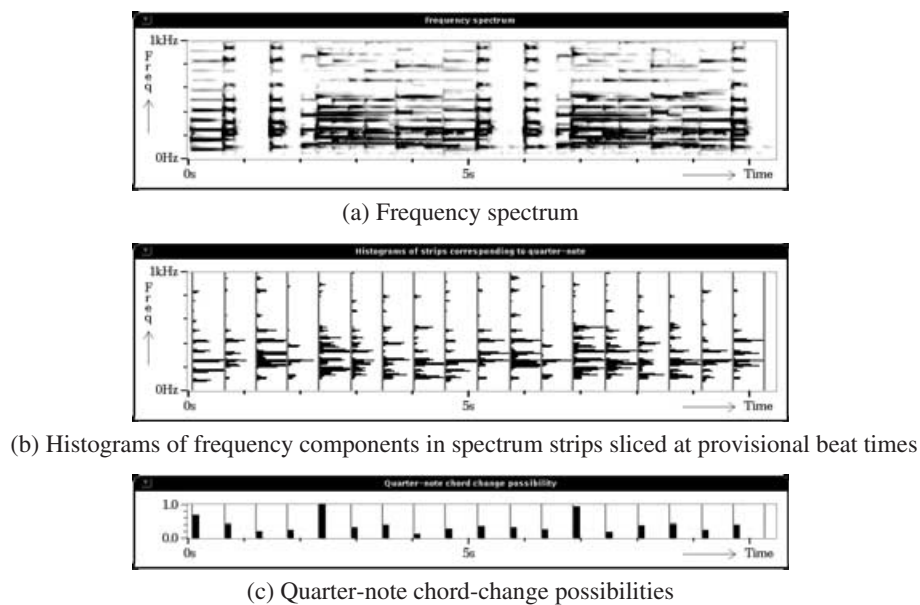 Frequency spectrum
1kHz
Freq
0Hz
0s
5s
Time
(a) Frequency spectrum
Histograms of strips corresponding to quarter-note
1kHz
Freq
0Hz
0s
5s
Time
(b) Histograms of frequency components in spectrum strips sliced at provisional beat times
Quarter-note chord change possibility
1.0
0.0
0s
5s
Time
(c) Quarter-note chord-change possibilities